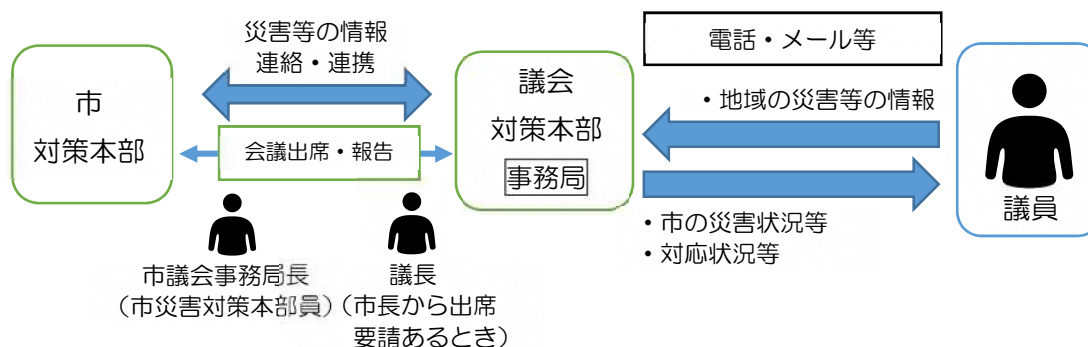 市
対策本部
災害等の情報
連絡・連携
会議出席・報告
市議会事務局長
（市災害対策本部員）
議長
（市長から出席
要請あるとき）
議会
対策本部
事務局
電話・メール等
・地域の災害等の情報
・市の災害状況等
・対応状況等
議員